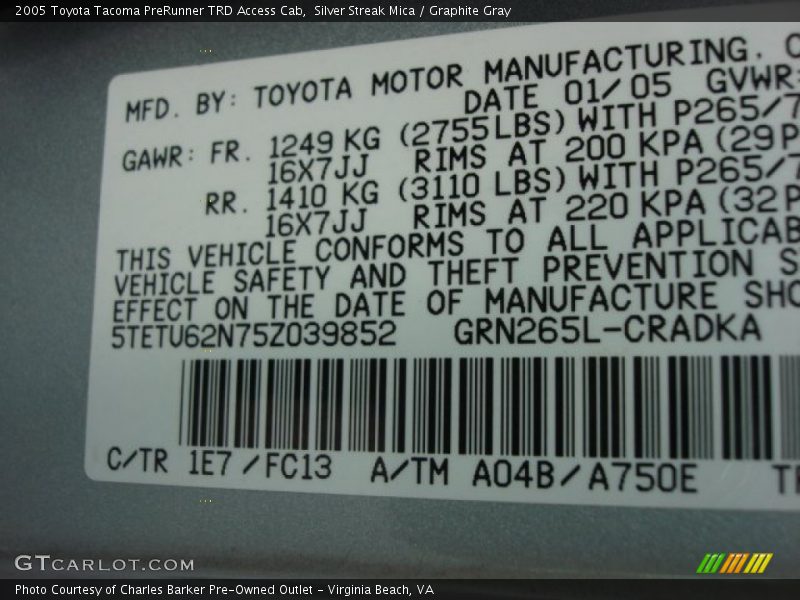 2005 Toyota Tacoma PreRunner TRD Access Cab, Silver Streak Mica / Graphite Gray
MFD. BY: TOYOTA MOTOR MANUFACTURING. C
DATE 01/05 GVWR:
GAWR: FR. 1249 KG (2755LBS) WITH P265/7
16X7JJ RIMS AT 200 KPA (29P
RR. 1410 KG (3110 LBS) WITH P265/7
16X7JJ RIMS AT 220 KPA (32P
THIS VEHICLE CONFORMS TO ALL APPLICAB
VEHICLE SAFETY AND THEFT PREVENTION S
EFFECT ON THE DATE OF MANUFACTURE SHO
5TETU62N75Z039852 GRN265L-CRADKA
C/TR 1E7/FC13 A/TM A04B/A750E TR
GTCARLOT.COM
Photo Courtesy of Charles Barker Pre-Owned Outlet - Virginia Beach, VA